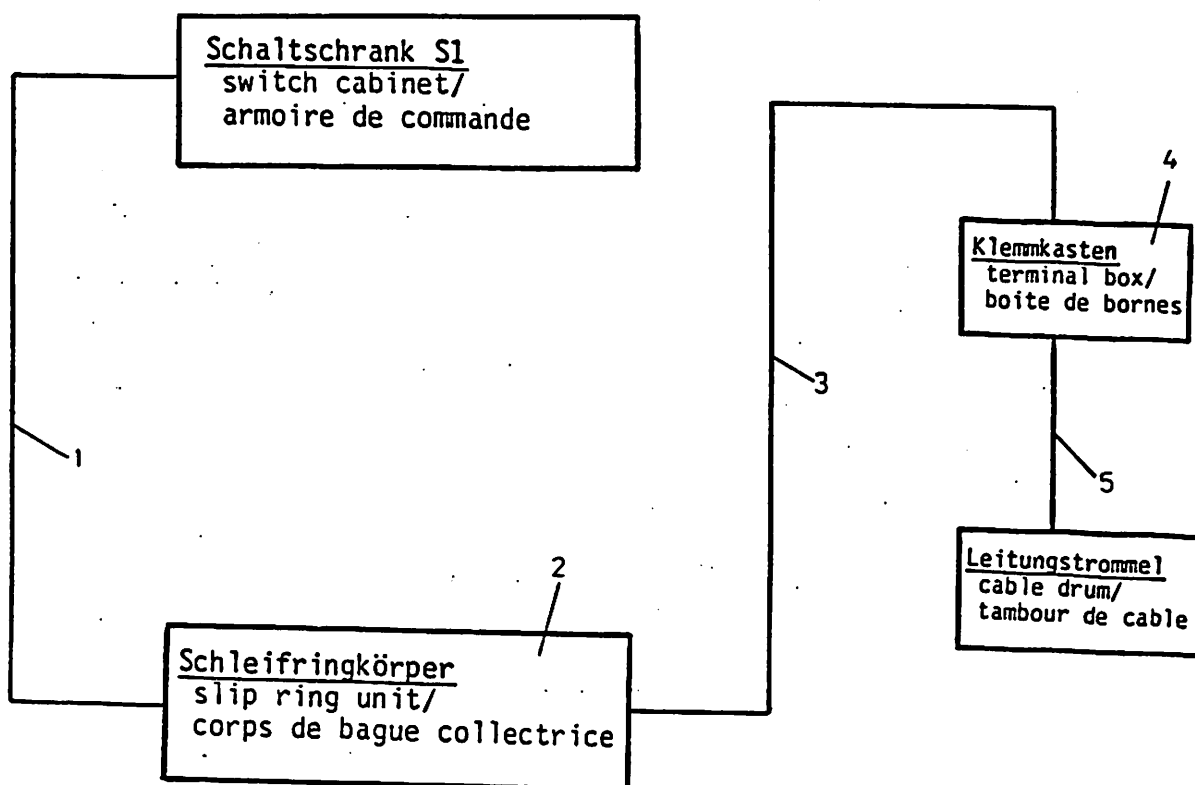 Schaltschrank S1
switch cabinet/
armoire de commande
4
Klemmkasten
terminal box/
boite de bornes
3
1
5
2
Leitungstrommel
cable drum/
tambour de cable
Schleifringkörper
slip ring unit/
corps de bague collectrice